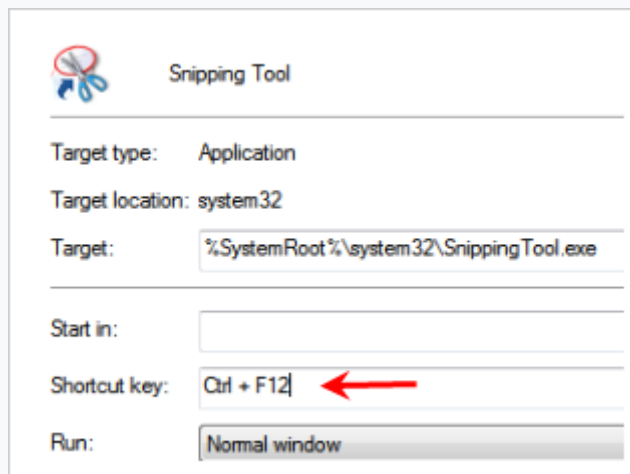 Snipping Tool
Target type: Application
Target location: system32
Target: %SystemRoot%\system32\SnippingTool.exe
Start in:
Shortcut key: Ctrl + F12
Run: Normal window